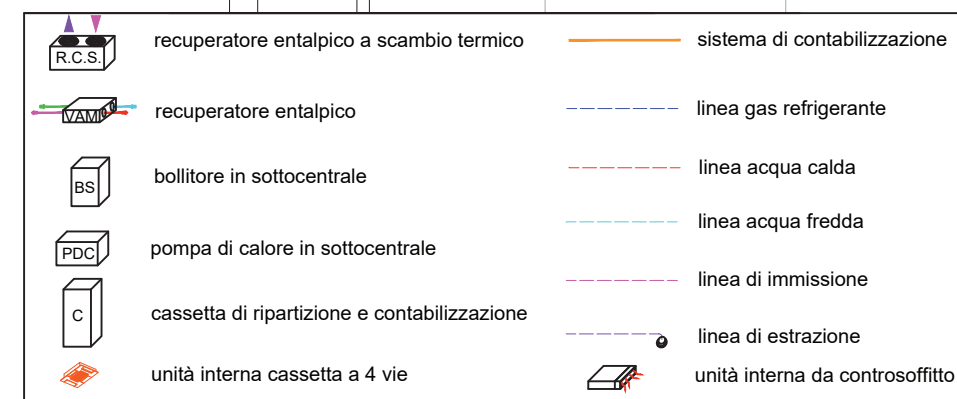 R.C.S.
recuperatore entalpico a scambio termico
sistema di contabilizzazione
VAM
recuperatore entalpico
linea gas refrigerante
BS
bollitore in sottocentrale
linea acqua calda
linea acqua fredda
PDC
pompa di calore in sottocentrale
linea di immissione
C
cassetta di ripartizione e contabilizzazione
linea di estrazione
unità interna cassetta a 4 vie
unità interna da controsoffitto